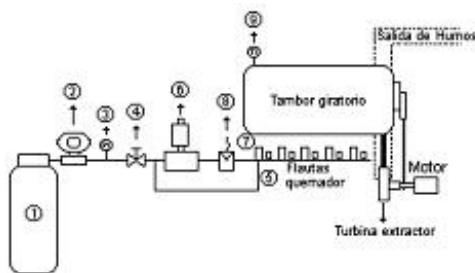 ⑨
Salida de Humos
② ③ ④ ⑥ ⑧
Tambor giratorio
⑦
⑤
Flautas
quemador
Motor
①
Turbina extractor